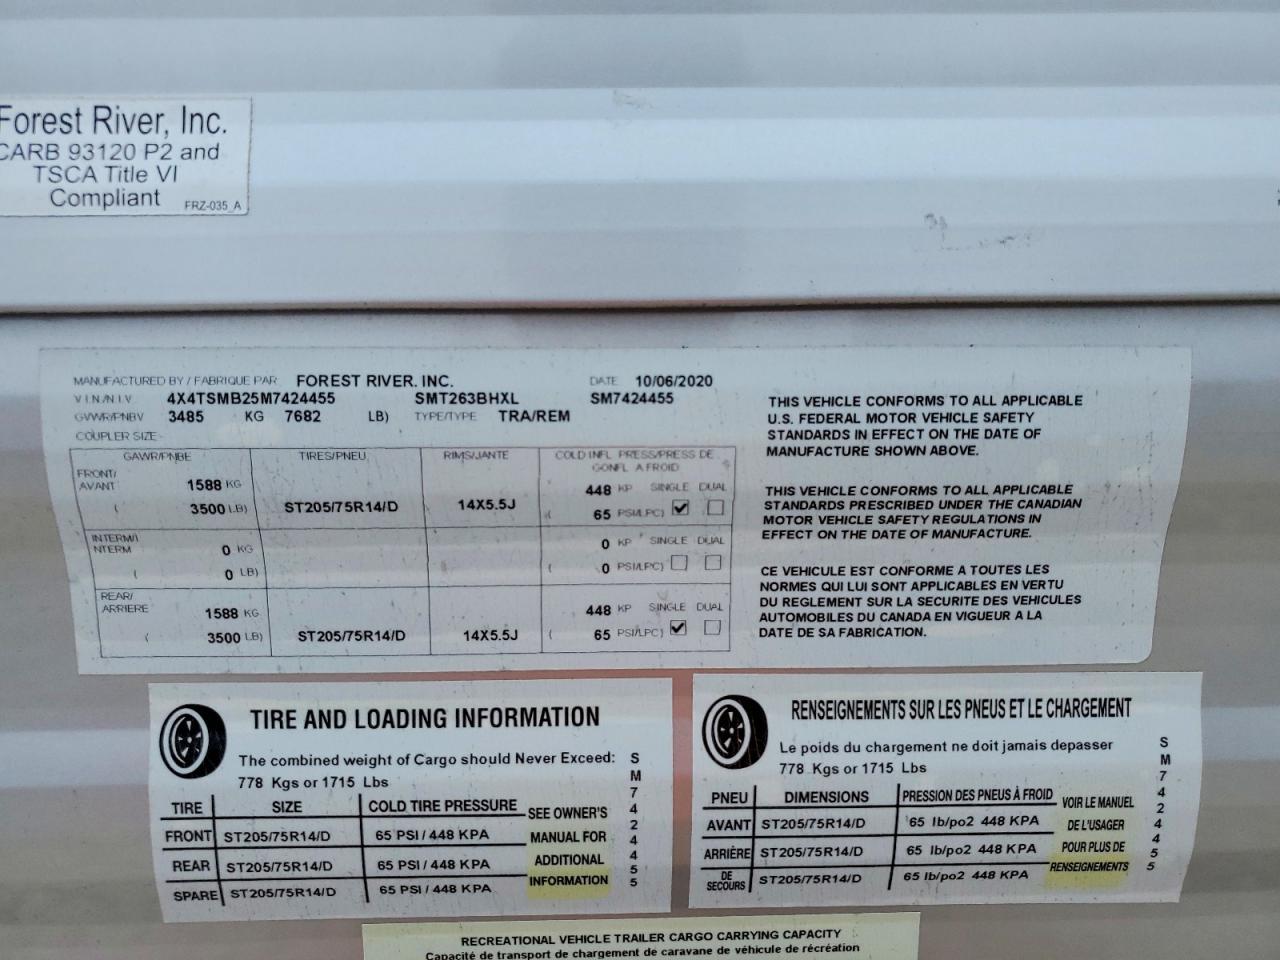 Forest River, Inc.
CARB 93120 P2 and
TSCA Title VI
Compliant FRZ-035_A
MANUFACTURED BY / FABRIQUE PAR FOREST RIVER. INC. DATE 10/06/2020
V I N/N I V 4X4TSMB25M7424455 SMT263BHXL SM7424455
GVWR/PNBV 3485 KG 7682 LB) TYPE/TYPE TRA/REM
COUPLER SIZE
GAWR/PNBE TIRES/PNEU RIMS/JANTE COLD INFL PRESS/PRESS DE
GONFL A FROID
FRONT/
AVANT 1588 KG 448 KP SINGLE DUAL
( 3500 LB) ST205/75R14/D 14X5.5J ( 65 PSI/LPC)
INTERM/I
NTERM 0 KG 0 KP SINGLE DUAL
( 0 LB) ( 0 PSI/LPC)
REAR/
ARRIERE 1588 KG 448 KP SINGLE DUAL
( 3500 LB) ST205/75R14/D 14X5.5J ( 65 PSI/LPC)
THIS VEHICLE CONFORMS TO ALL APPLICABLE
U.S. FEDERAL MOTOR VEHICLE SAFETY
STANDARDS IN EFFECT ON THE DATE OF
MANUFACTURE SHOWN ABOVE.
THIS VEHICLE CONFORMS TO ALL APPLICABLE
STANDARDS PRESCRIBED UNDER THE CANADIAN
MOTOR VEHICLE SAFETY REGULATIONS IN
EFFECT ON THE DATE OF MANUFACTURE.
CE VEHICULE EST CONFORME A TOUTES LES
NORMES QUI LUI SONT APPLICABLES EN VERTU
DU REGLEMENT SUR LA SECURITE DES VEHICULES
AUTOMOBILES DU CANADA EN VIGUEUR A LA
DATE DE SA FABRICATION.
TIRE AND LOADING INFORMATION
The combined weight of Cargo should Never Exceed:
778 Kgs or 1715 Lbs
TIRE SIZE COLD TIRE PRESSURE
FRONT ST205/75R14/D 65 PSI / 448 KPA
REAR ST205/75R14/D 65 PSI / 448 KPA
SPARE ST205/75R14/D 65 PSI / 448 KPA
SEE OWNER'S
MANUAL FOR
ADDITIONAL
INFORMATION
SM7424455
RENSEIGNEMENTS SUR LES PNEUS ET LE CHARGEMENT
Le poids du chargement ne doit jamais depasser
778 Kgs or 1715 Lbs
PNEU DIMENSIONS PRESSION DES PNEUS À FROID
AVANT ST205/75R14/D 65 lb/po2 448 KPA
ARRIÈRE ST205/75R14/D 65 lb/po2 448 KPA
DE
SECOURS ST205/75R14/D 65 lb/po2 448 KPA
VOIR LE MANUEL
DE L'USAGER
POUR PLUS DE
RENSEIGNEMENTS
SM7424455
RECREATIONAL VEHICLE TRAILER CARGO CARRYING CAPACITY
Capacité de transport de chargement de caravane de véhicule de récréation